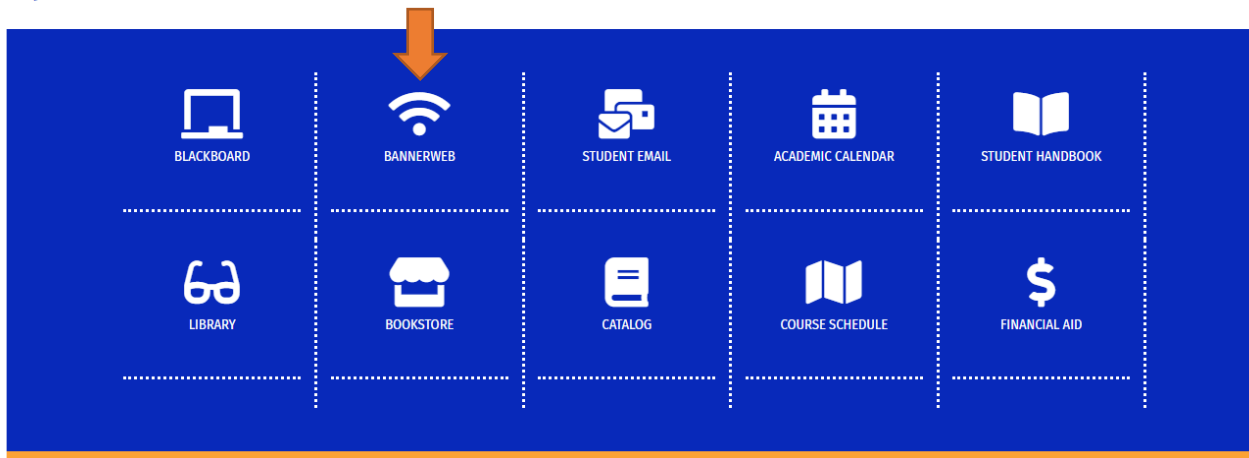 BLACKBOARD
BANNERWEB
STUDENT EMAIL
ACADEMIC CALENDAR
STUDENT HANDBOOK
LIBRARY
BOOKSTORE
CATALOG
COURSE SCHEDULE
FINANCIAL AID